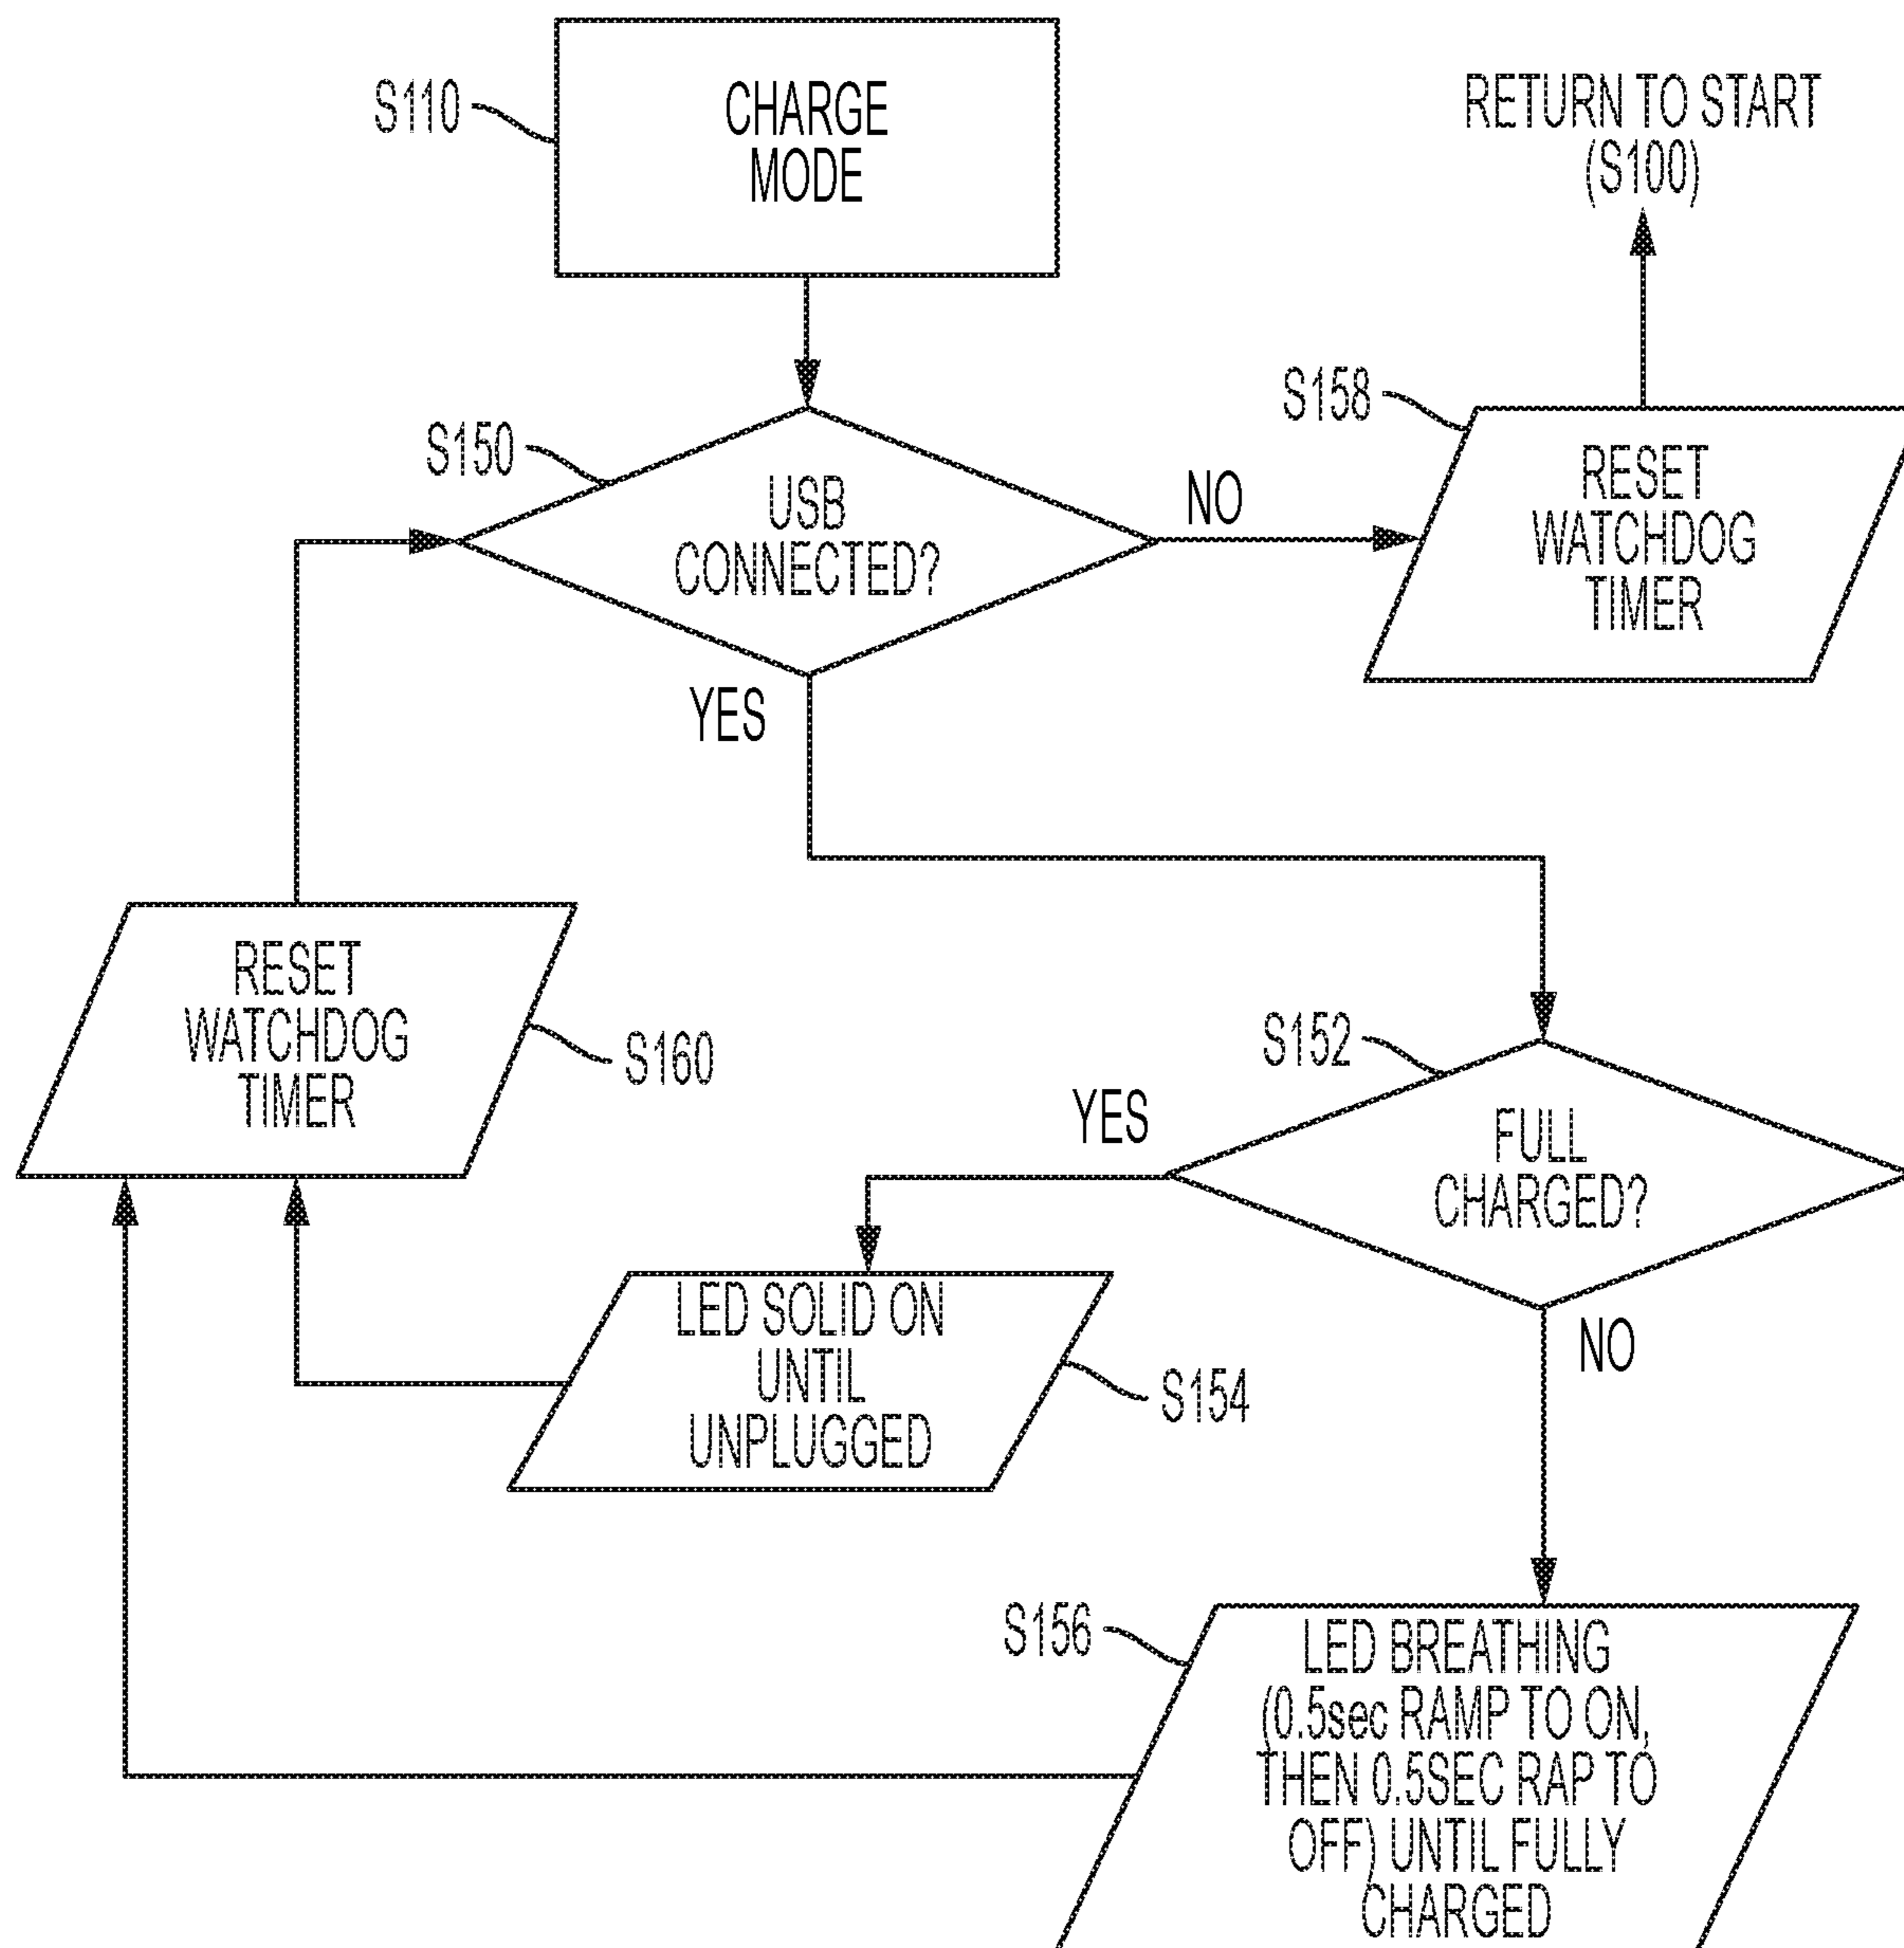 S110
CHARGE
MODE
RETURN TO START
(S100)
S150
USB
CONNECTED?
NO
YES
S158
RESET
WATCHDOG
TIMER
RESET
WATCHDOG
TIMER
S160
S152
FULL
CHARGED?
YES
NO
LED SOLID ON
UNTIL
UNPLUGGED
S154
S156
LED BREATHING
(0.5sec RAMP TO ON,
THEN 0.5SEC RAP TO
OFF) UNTIL FULLY
CHARGED